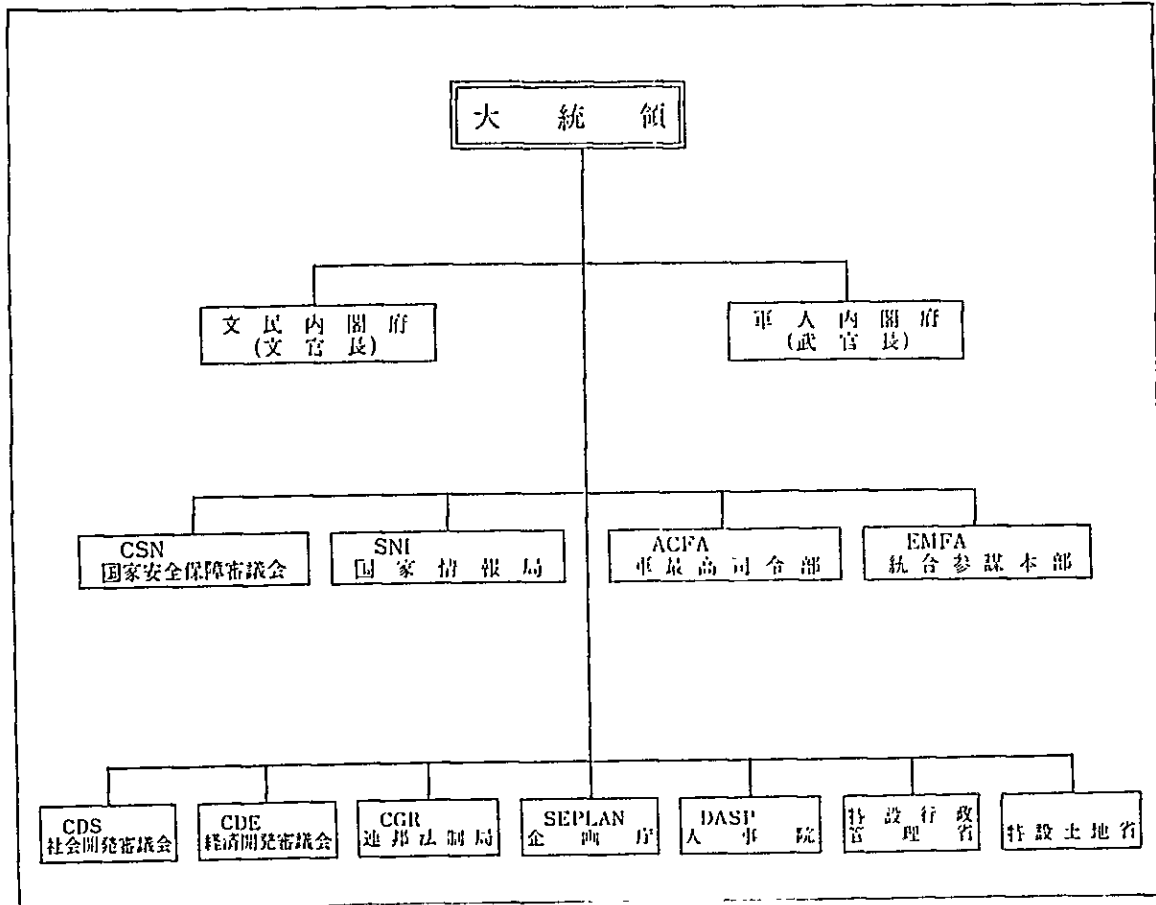 大統領
文民内閣府
(文官長)
軍人内閣府
(武官長)
CSN
国家安全保障審議会
SNI
国家情報局
ACFA
軍最高司令部
EMFA
統合参謀本部
CDS
社会開発審議会
CDE
経済開発審議会
CGR
連邦法制局
SEPLAN
企画庁
DASP
人事院
特設行政
管理省
特設土地省